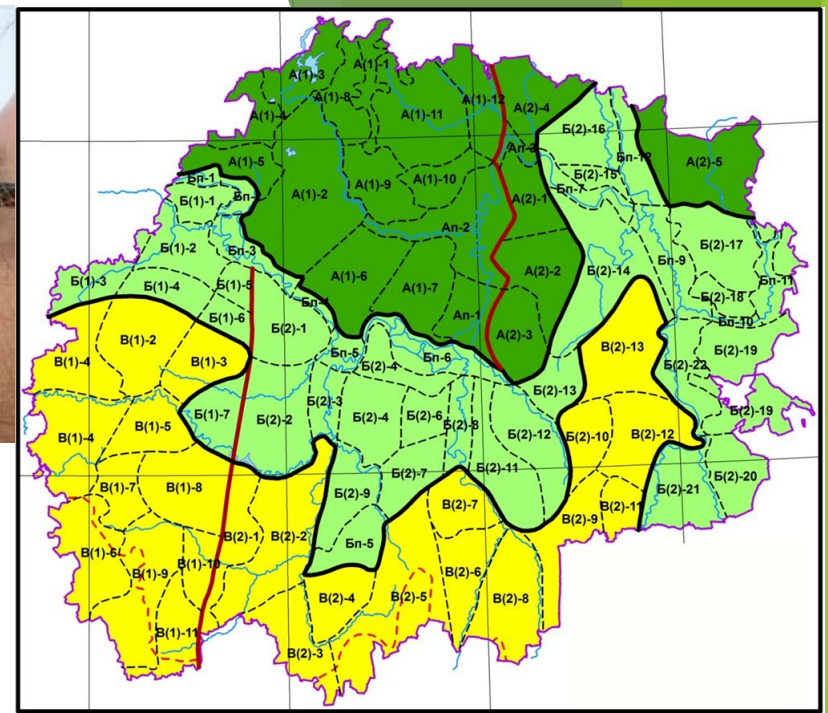 А(1)-3
А(1)-1
А(1)-8
А(1)-4
А(1)-11
А(1)-12
А(2)-4
Б(2)-16
Ап-3
Бп-12
А(2)-5
А(1)-5
Бп-1
Б(1)-1
А(1)-2
А(1)-9
А(1)-10
Б(2)-15
Бп-7
А(2)-1
Ап-2
Б(1)-2
Бп-3
Б(2)-17
Бп-9
Б(2)-14
А(2)-2
Б(1)-3
Б(1)-4
Б(1)-5
А(1)-6
А(1)-7
Бп-11
Б(2)-18
Бп-10
Б(1)-6
Б(2)-1
Ап-1
А(2)-3
В(1)-2
В(1)-4
В(1)-3
Бп-5
Б(2)-4
Бп-6
В(2)-13
Б(2)-19
Б(2)-22
Б(2)-13
Б(1)-7
Б(2)-2
Б(2)-3
Б(2)-4
Б(2)-6
Б(2)-8
Б(2)-12
Б(2)-10
В(2)-12
Б(2)-19
В(1)-4
В(1)-5
Б(2)-7
Б(2)-11
Б(2)-20
Б(2)-21
В(1)-7
В(1)-8
Б(2)-9
В(2)-7
В(2)-9
В(2)-11
В(2)-1
В(2)-2
Бп-5
В(1)-6
В(1)-9
В(1)-10
В(2)-4
В(2)-5
В(2)-6
В(2)-8
В(1)-11
В(2)-3